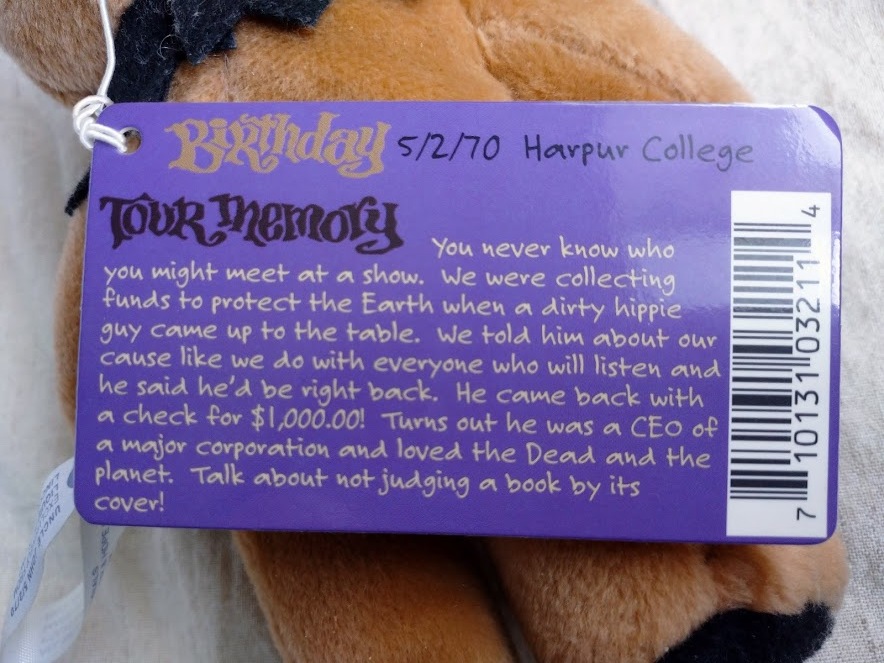 Birthday 5/2/70 Harpur College
Tour Memory You never know who
you might meet at a show. We were collecting
funds to protect the Earth when a dirty hippie
guy came up to the table. We told him about our
cause like we do with everyone who will listen and
he said he'd be right back. He came back with
a check for $1,000.00! Turns out he was a CEO of
a major corporation and loved the Dead and the
planet. Talk about not judging a book by its
cover!
7 10131 03211 4